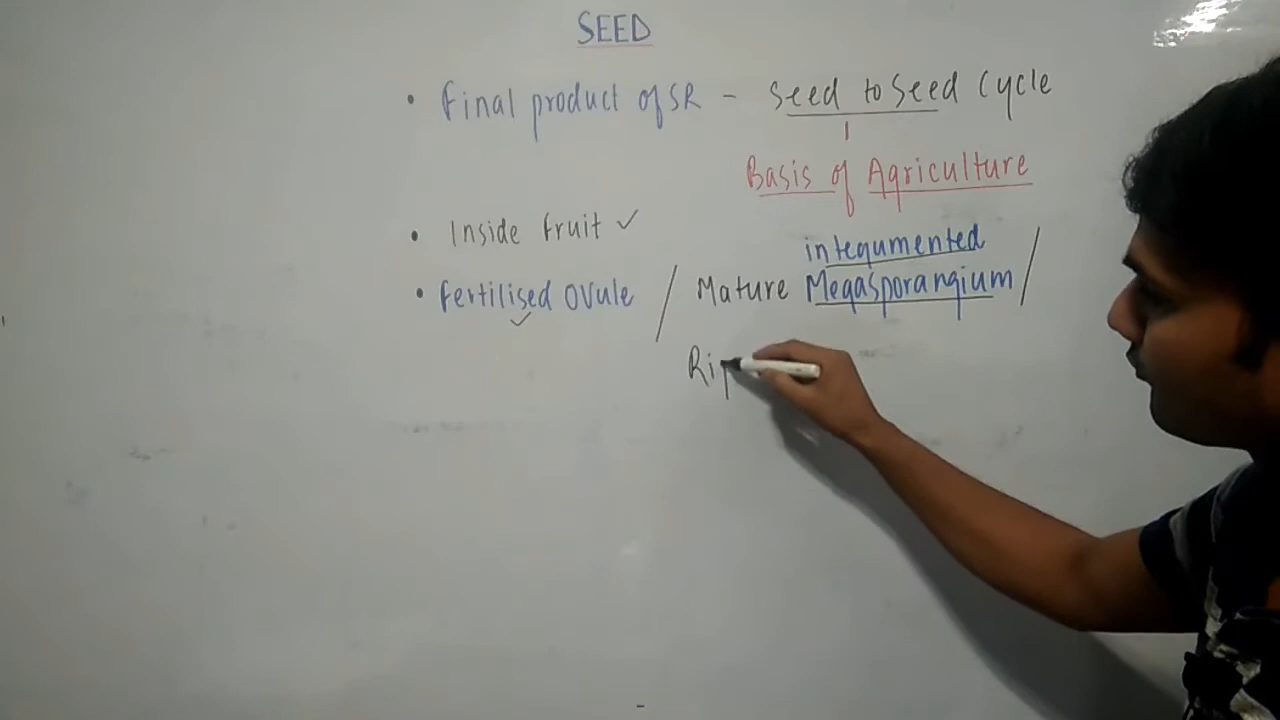 SEED
• Final product of SR - Seed to Seed Cycle
Basis of Agriculture
• Inside fruit ✓
integumented
• Fertilised Ovule / Mature Megasporangium /
Rip